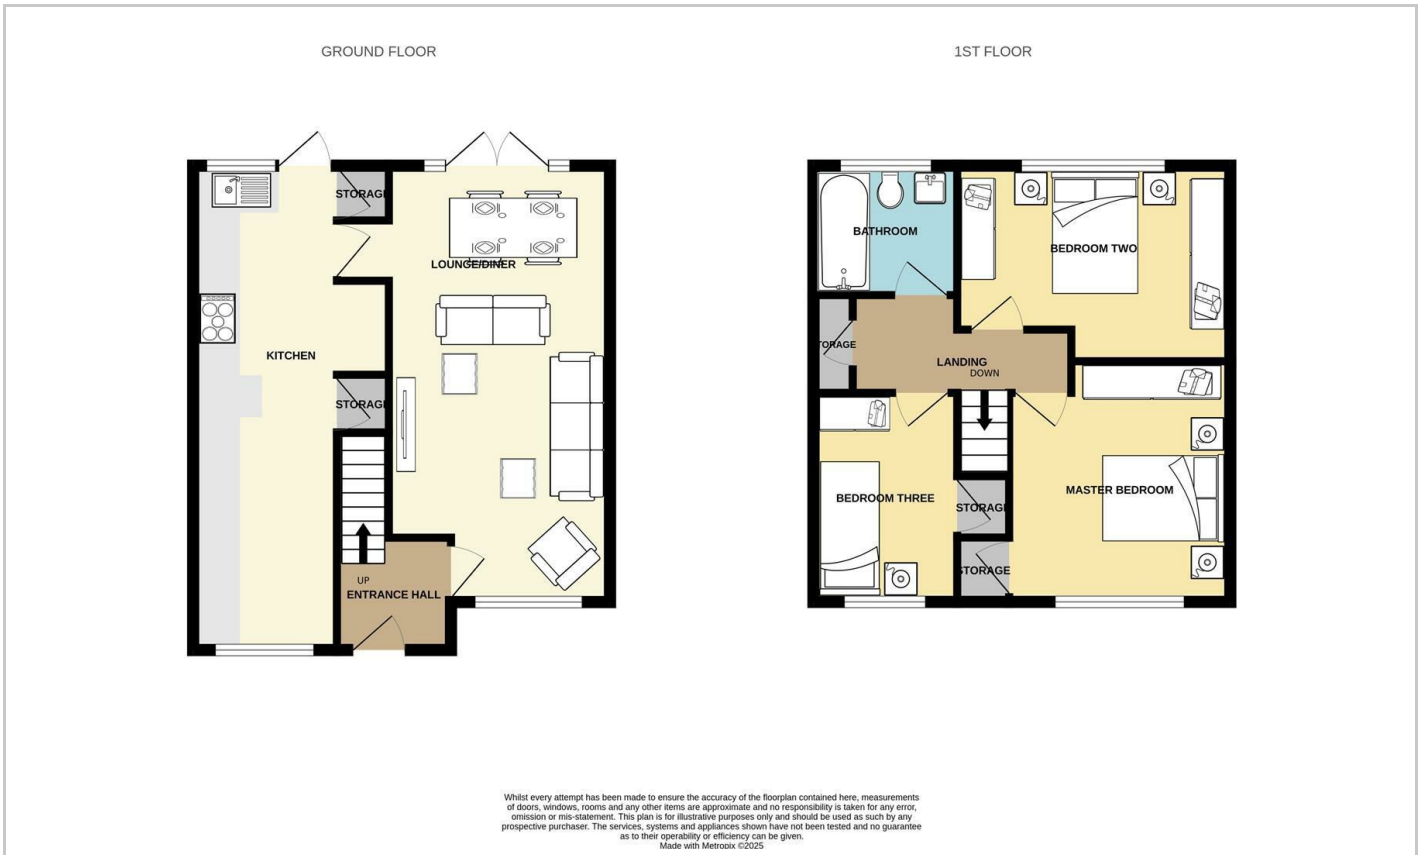 GROUND FLOOR
1ST FLOOR
STORAGE
LOUNGE/DINER
KITCHEN
STORAGE
UP
ENTRANCE HALL
BATHROOM
BEDROOM TWO
TORAGE
LANDING
DOWN
MASTER BEDROOM
BEDROOM THREE
STORAGE
STORAGE
Whilst every attempt has been made to ensure the accuracy of the floorplan contained here, measurements
of doors, windows, rooms and any other items are approximate and no responsibility is taken for any error,
omission or mis-statement. This plan is for illustrative purposes only and should be used as such by any
prospective purchaser. The services, systems and appliances shown have not been tested and no guarantee
as to their operability or efficiency can be given.
Made with Metropix ©2025